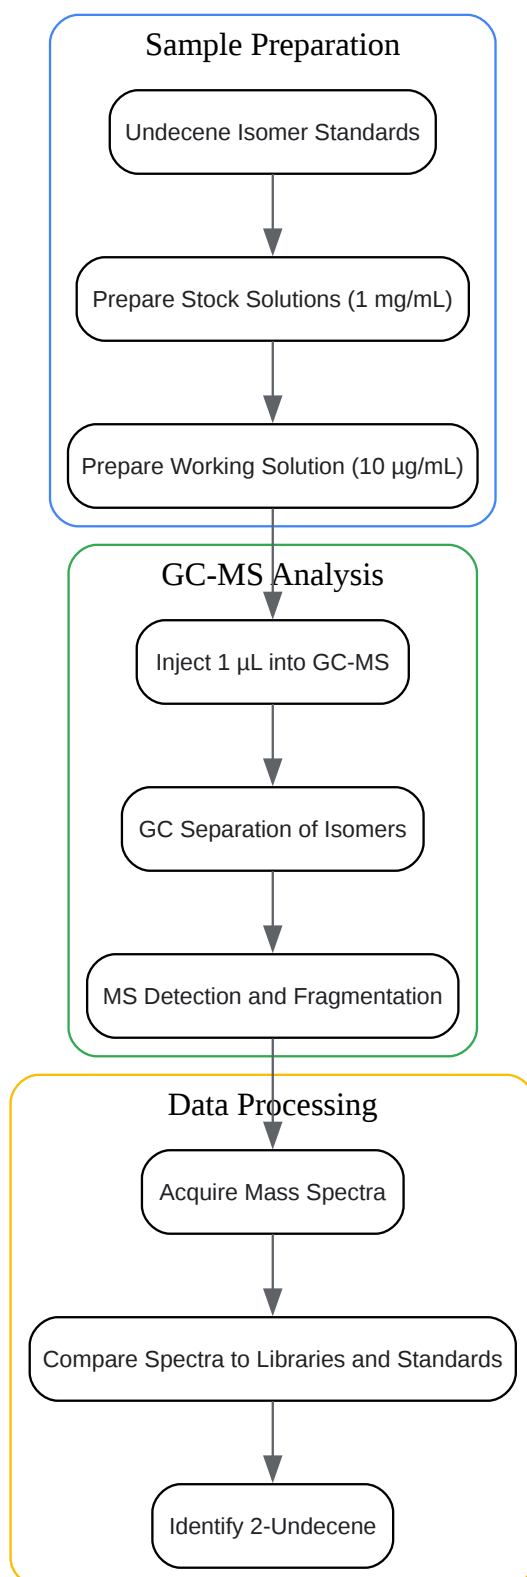 Sample Preparation
Undecene Isomer Standards
Prepare Stock Solutions (1 mg/mL)
Prepare Working Solution (10 µg/mL)
GC-MS Analysis
Inject 1 µL into GC-MS
GC Separation of Isomers
MS Detection and Fragmentation
Data Processing
Acquire Mass Spectra
Compare Spectra to Libraries and Standards
Identify 2-Undecene